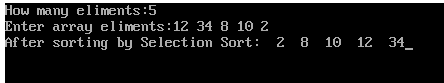 How many eliments:5
Enter array eliments:12 34 8 10 2
After sorting by Selection Sort:  2  8  10  12  34_